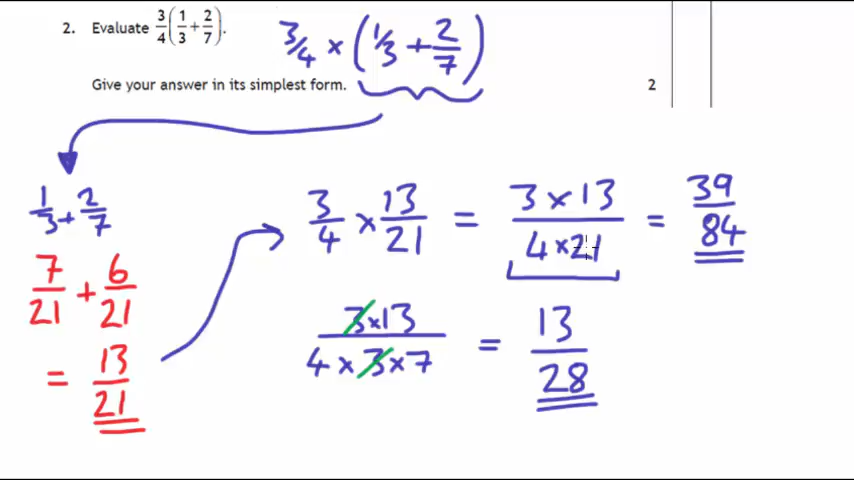 2. Evaluate 3/4(1/3+2/7).
3/4 × (1/3 + 2/7)
Give your answer in its simplest form. 2
1/3 + 2/7
7/21 + 6/21
= 13/21
3/4 × 13/21 = 3 × 13/4 × 21 = 39/84
3 × 13/4 × 3 × 7 = 13/28